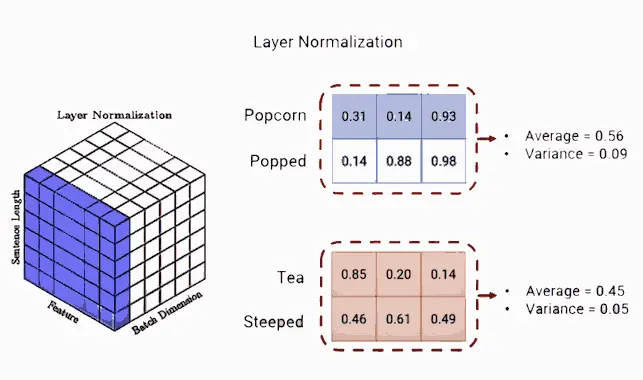 Layer Normalization
Layer Normalization
Sentence Length
Feature
Batch Dimension
Popcorn 0.31 0.14 0.93
Popped 0.14 0.88 0.98
• Average = 0.56
• Variance = 0.09
Tea 0.85 0.20 0.14
Steeped 0.46 0.61 0.49
• Average = 0.45
• Variance = 0.05